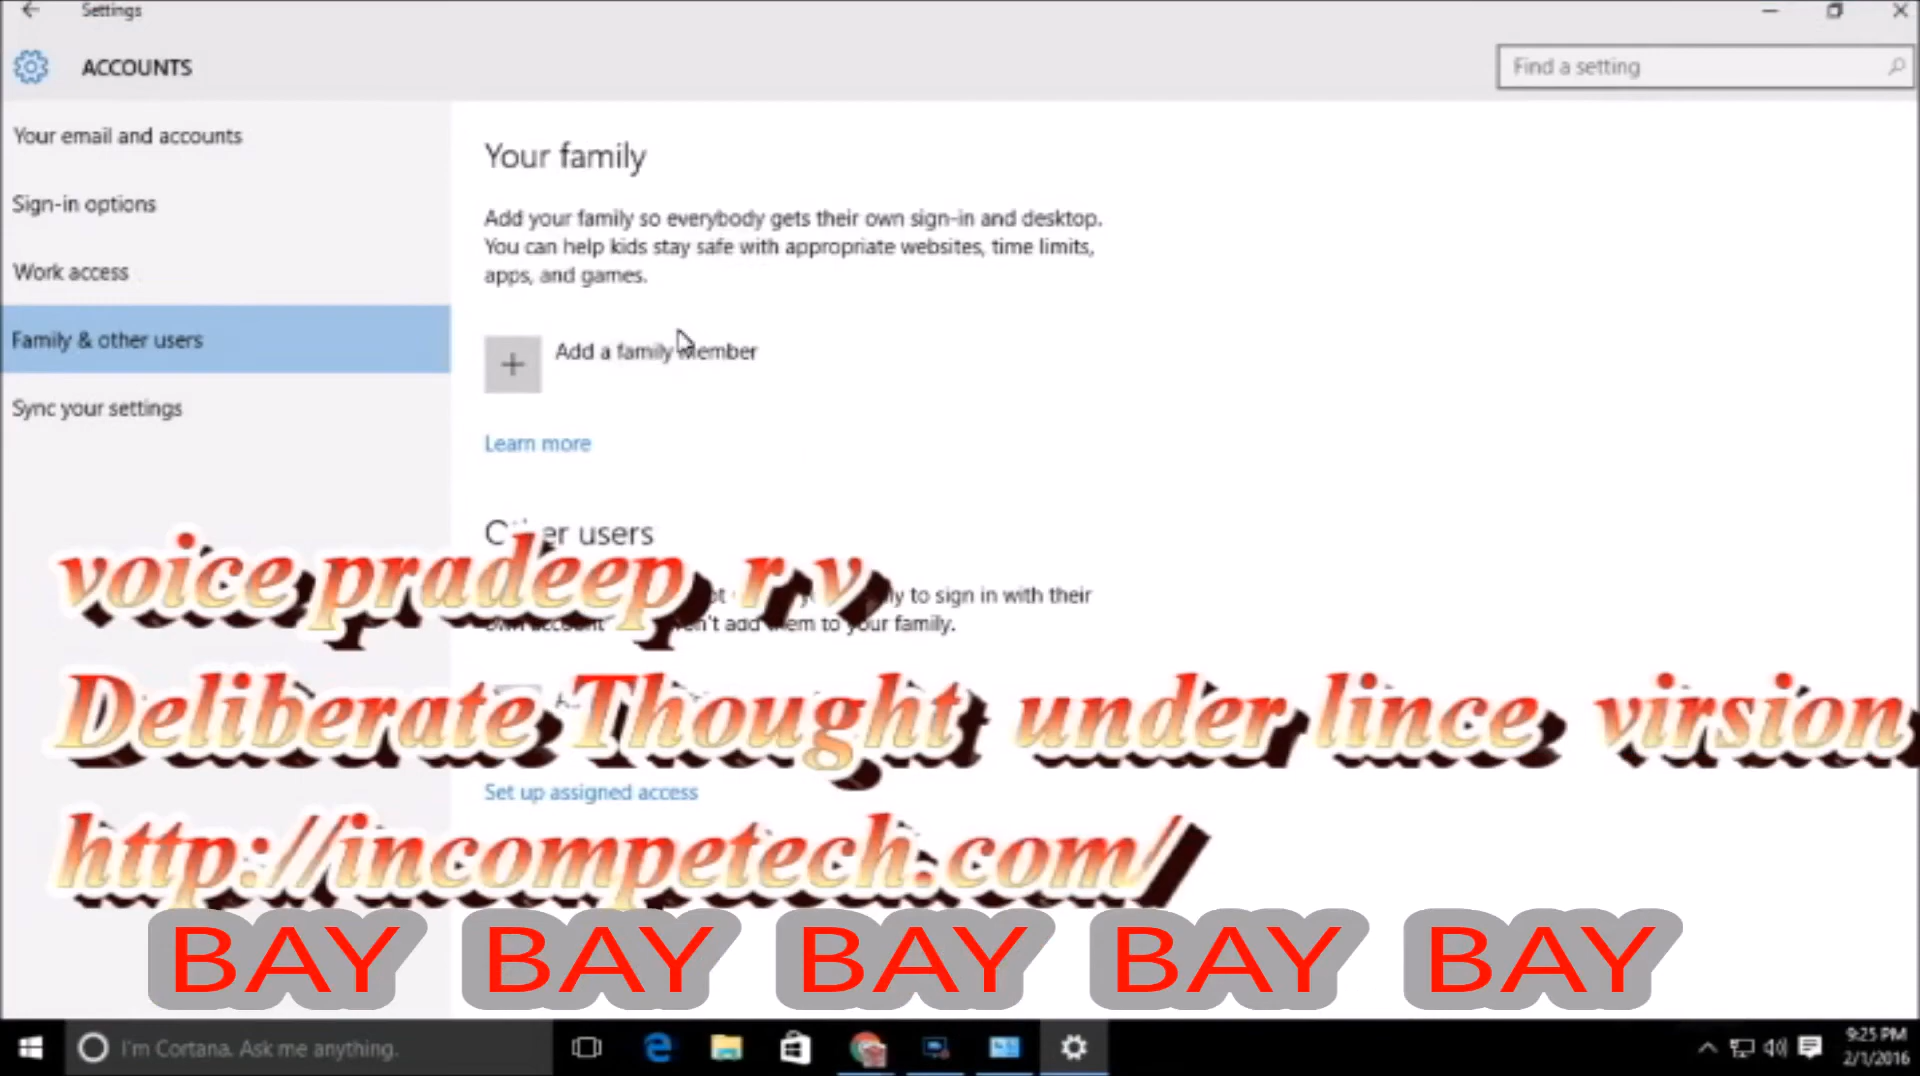 Settings
ACCOUNTS
Find a setting
Your email and accounts
Sign-in options
Work access
Family & other users
Sync your settings
Your family
Add your family so everybody gets their own sign-in and desktop.
You can help kids stay safe with appropriate websites, time limits,
apps, and games.
Add a family member
Learn more
Other users
to sign in with their
own account add them to your family.
voice pradeep r v
Deliberate Thought under lince virsion
Set up assigned access
http://incompetech.com/
BAY BAY BAY BAY BAY
I'm Cortana. Ask me anything.
9:25 PM
2/1/2016